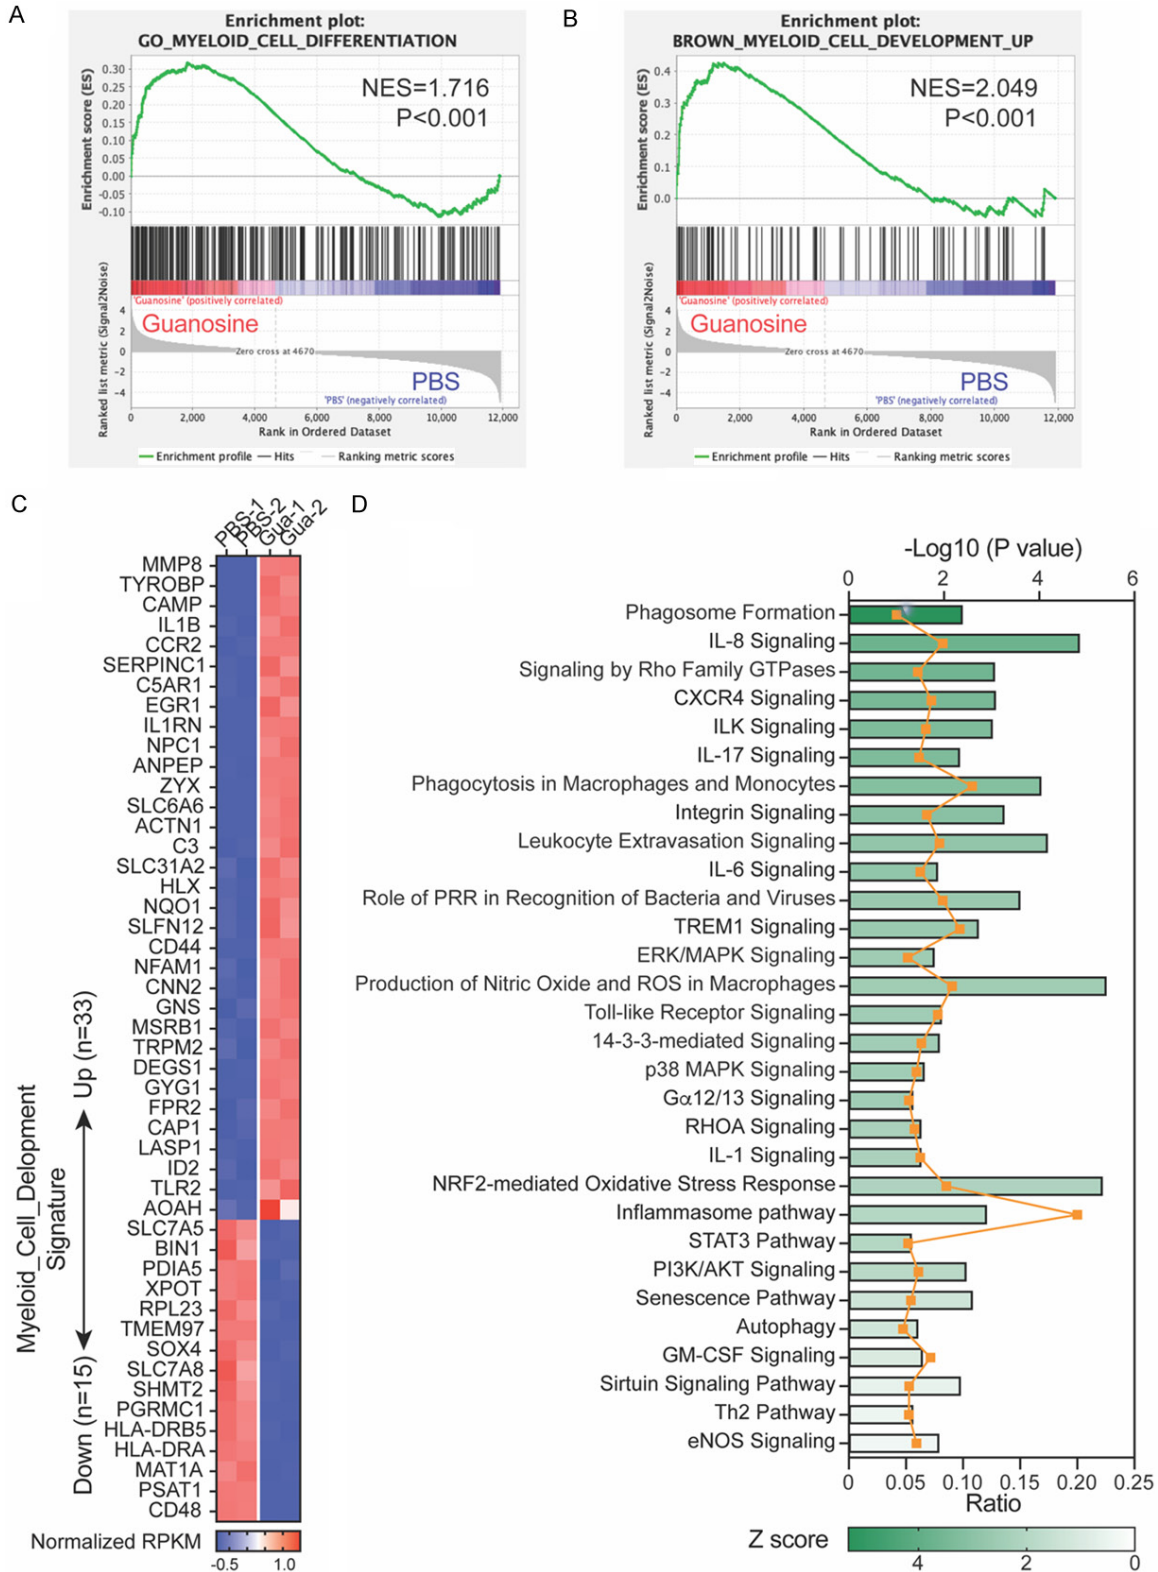 A
Enrichment plot:
GO_MYELOID_CELL_DIFFERENTIATION
NES=1.716
P<0.001
Enrichment score (ES)
0.30
0.25
0.20
0.15
0.10
0.05
0.00
-0.05
-0.10
'Guanosine' (positively correlated)
Guanosine
Zero cross at 4670
PBS
'PBS' (negatively correlated)
Ranked list metric (Signal2Noise)
4
2
0
-2
-4
0 2,000 4,000 6,000 8,000 10,000 12,000
Rank in Ordered Dataset
Enrichment profile Hits Ranking metric scores
B
Enrichment plot:
BROWN_MYELOID_CELL_DEVELOPMENT_UP
NES=2.049
P<0.001
Enrichment score (ES)
0.4
0.3
0.2
0.1
0.0
'Guanosine' (positively correlated)
Guanosine
Zero cross at 4670
PBS
'PBS' (negatively correlated)
Ranked list metric (Signal2Noise)
4
2
0
-2
-4
0 2,000 4,000 6,000 8,000 10,000 12,000
Rank in Ordered Dataset
Enrichment profile Hits Ranking metric scores
C
PBS-1 PBS-2 Gua-1 Gua-2
MMP8
TYROBP
CAMP
IL1B
CCR2
SERPINC1
C5AR1
EGR1
IL1RN
NPC1
ANPEP
ZYX
SLC6A6
ACTN1
C3
SLC31A2
HLX
NQO1
SLFN12
CD44
NFAM1
CNN2
GNS
MSRB1
TRPM2
DEGS1
GYG1
FPR2
CAP1
LASP1
ID2
TLR2
AOAH
SLC7A5
BIN1
PDIA5
XPOT
RPL23
TMEM97
SOX4
SLC7A8
SHMT2
PGRMC1
HLA-DRB5
HLA-DRA
MAT1A
PSAT1
CD48
Myeloid_Cell_Delopment
Signature
Down (n=15)
Up (n=33)
Normalized RPKM
-0.5 1.0
D
-Log10 (P value)
0 2 4 6
Phagosome Formation
IL-8 Signaling
Signaling by Rho Family GTPases
CXCR4 Signaling
ILK Signaling
IL-17 Signaling
Phagocytosis in Macrophages and Monocytes
Integrin Signaling
Leukocyte Extravasation Signaling
IL-6 Signaling
Role of PRR in Recognition of Bacteria and Viruses
TREM1 Signaling
ERK/MAPK Signaling
Production of Nitric Oxide and ROS in Macrophages
Toll-like Receptor Signaling
14-3-3-mediated Signaling
p38 MAPK Signaling
Gα12/13 Signaling
RHOA Signaling
IL-1 Signaling
NRF2-mediated Oxidative Stress Response
Inflammasome pathway
STAT3 Pathway
PI3K/AKT Signaling
Senescence Pathway
Autophagy
GM-CSF Signaling
Sirtuin Signaling Pathway
Th2 Pathway
eNOS Signaling
0 0.05 0.10 0.15 0.20 0.25
Ratio
Z score
4 2 0